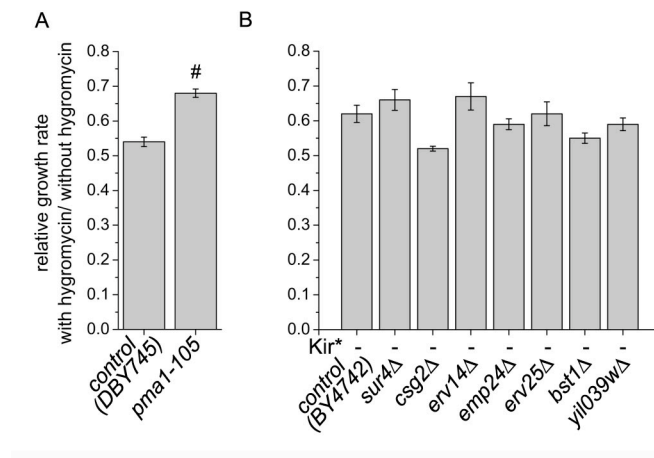 A
B
relative growth rate
with hygromycin/ without hygromycin
0.8
0.7
0.6
0.5
0.4
0.3
0.2
0.1
0.0
#
control
(DBY745)
pma1-105
0.8
0.7
0.6
0.5
0.4
0.3
0.2
0.1
0.0
Kir* - - - - - - - -
control
(BY4742)
sur4Δ
csg2Δ
erv14Δ
emp24Δ
erv25Δ
bst1Δ
yil039wΔ